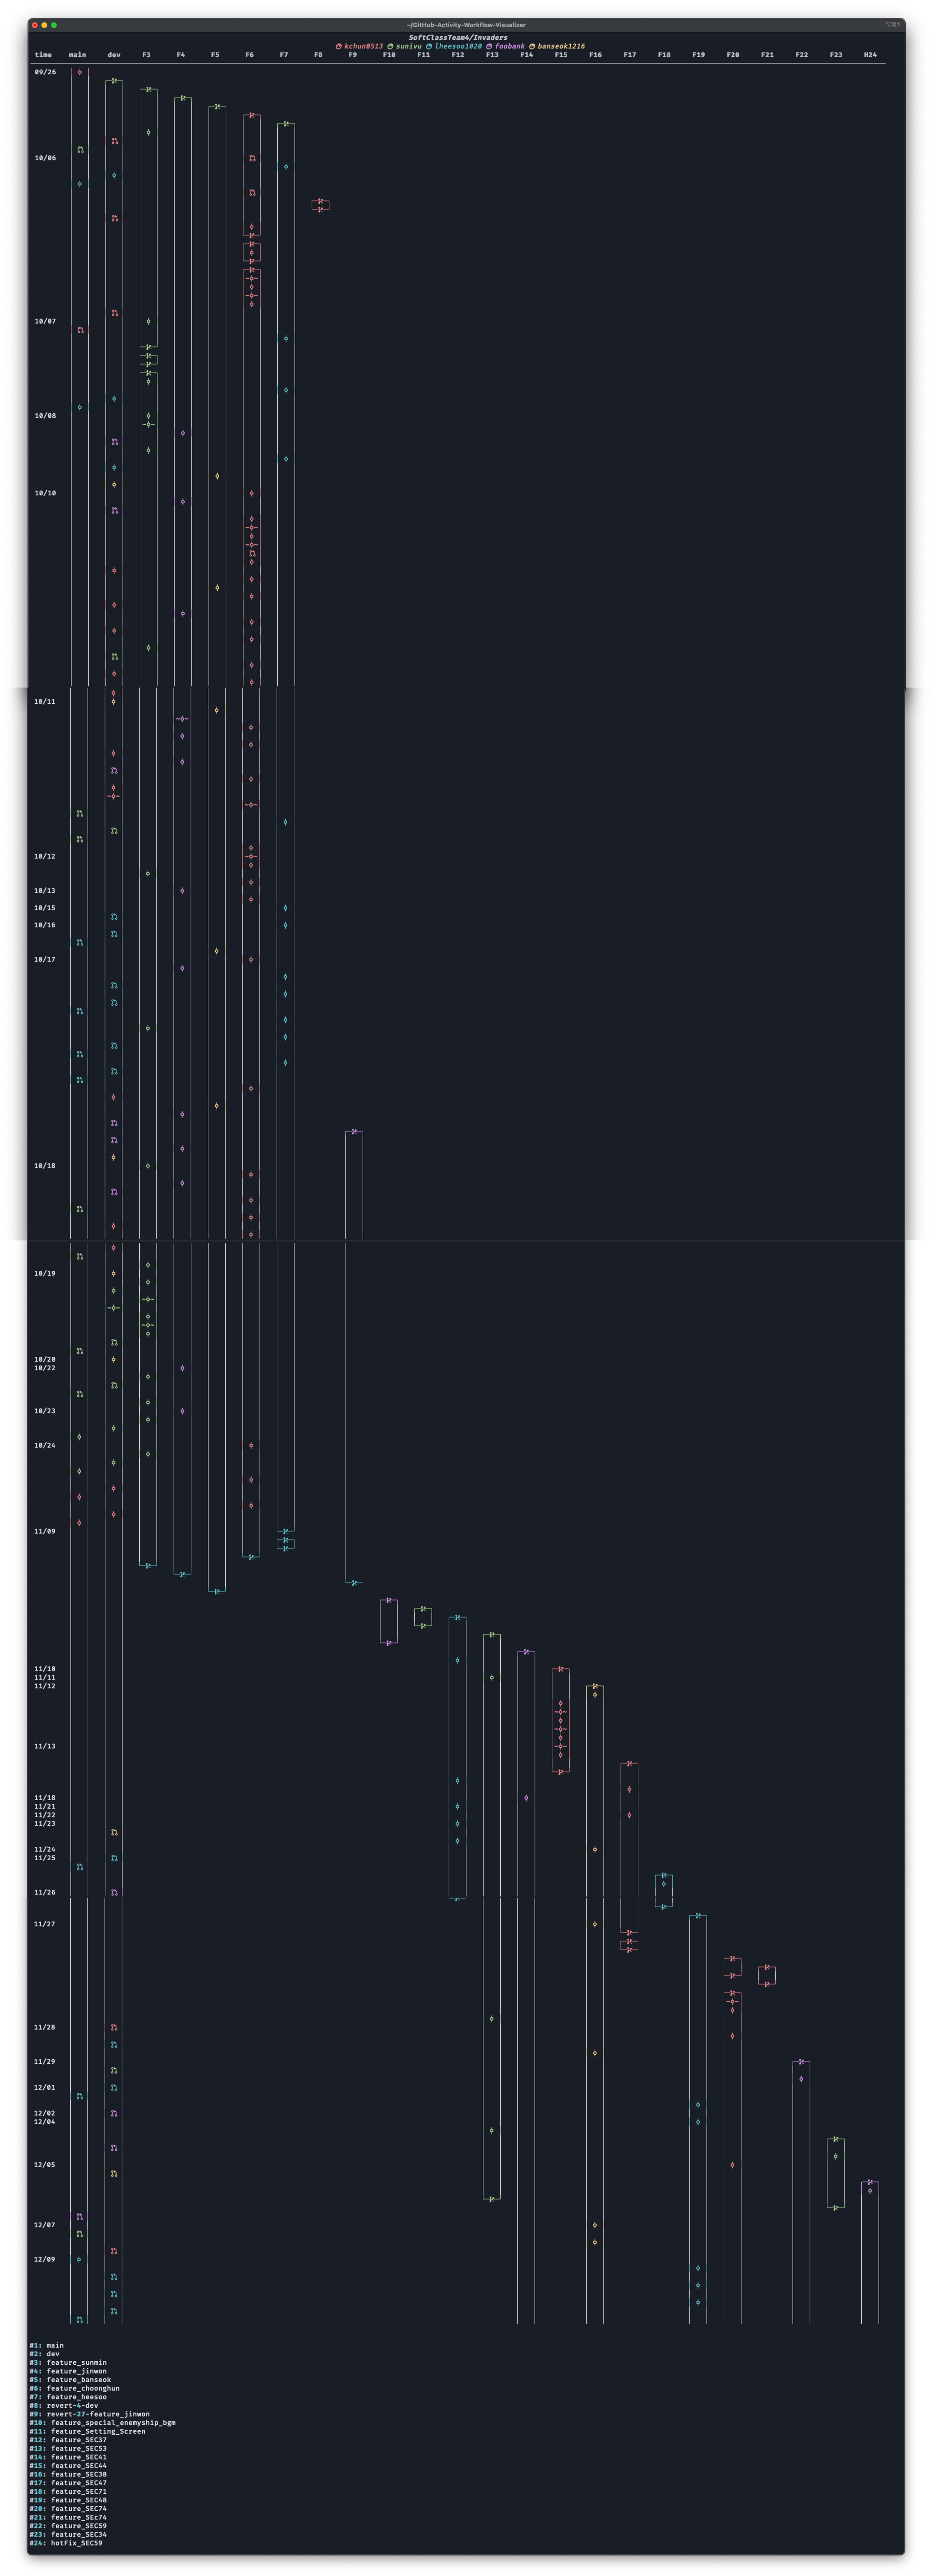 ~/GitHub-Activity-Workflow-Visualizer
⌥⌘1
SoftClassTeam4/Invaders
kchun0513 sunivu lheesoo1020 foobank banseok1216
time main dev F3 F4 F5 F6 F7 F8 F9 F10 F11 F12 F13 F14 F15 F16 F17 F18 F19 F20 F21 F22 F23 H24
09/26
10/06
10/07
10/08
10/10
10/11
10/12
10/13
10/15
10/16
10/17
10/18
10/19
10/20
10/22
10/23
10/24
11/09
11/10
11/11
11/12
11/13
11/18
11/21
11/22
11/23
11/24
11/25
11/26
11/27
11/28
11/29
12/01
12/02
12/04
12/05
12/07
12/09
#1: main
#2: dev
#3: feature_sunmin
#4: feature_jinwon
#5: feature_banseok
#6: feature_choonghun
#7: feature_heesoo
#8: revert-4-dev
#9: revert-27-feature_jinwon
#10: feature_special_enemyship_bgm
#11: feature_Setting_Screen
#12: feature_SEC37
#13: feature_SEC53
#14: feature_SEC41
#15: feature_SEC44
#16: feature_SEC38
#17: feature_SEC47
#18: feature_SEC71
#19: feature_SEC48
#20: feature_SEC74
#21: feature_SEc74
#22: feature_SEC59
#23: feature_SEC34
#24: hotFix_SEC59